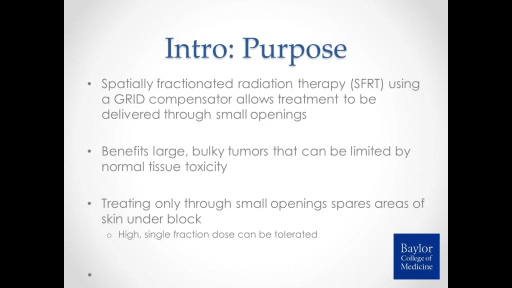 Intro: Purpose
• Spatially fractionated radiation therapy (SFRT) using
a GRID compensator allows treatment to be
delivered through small openings
• Benefits large, bulky tumors that can be limited by
normal tissue toxicity
• Treating only through small openings spares areas of
skin under block
o High, single fraction dose can be tolerated
•
Baylor
College of
Medicine